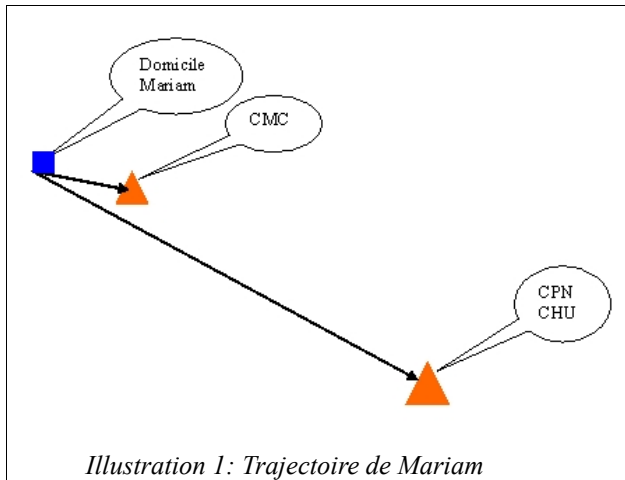 Domicile
Mariam
CMC
CPN
CHU
Illustration 1: Trajectoire de Mariam